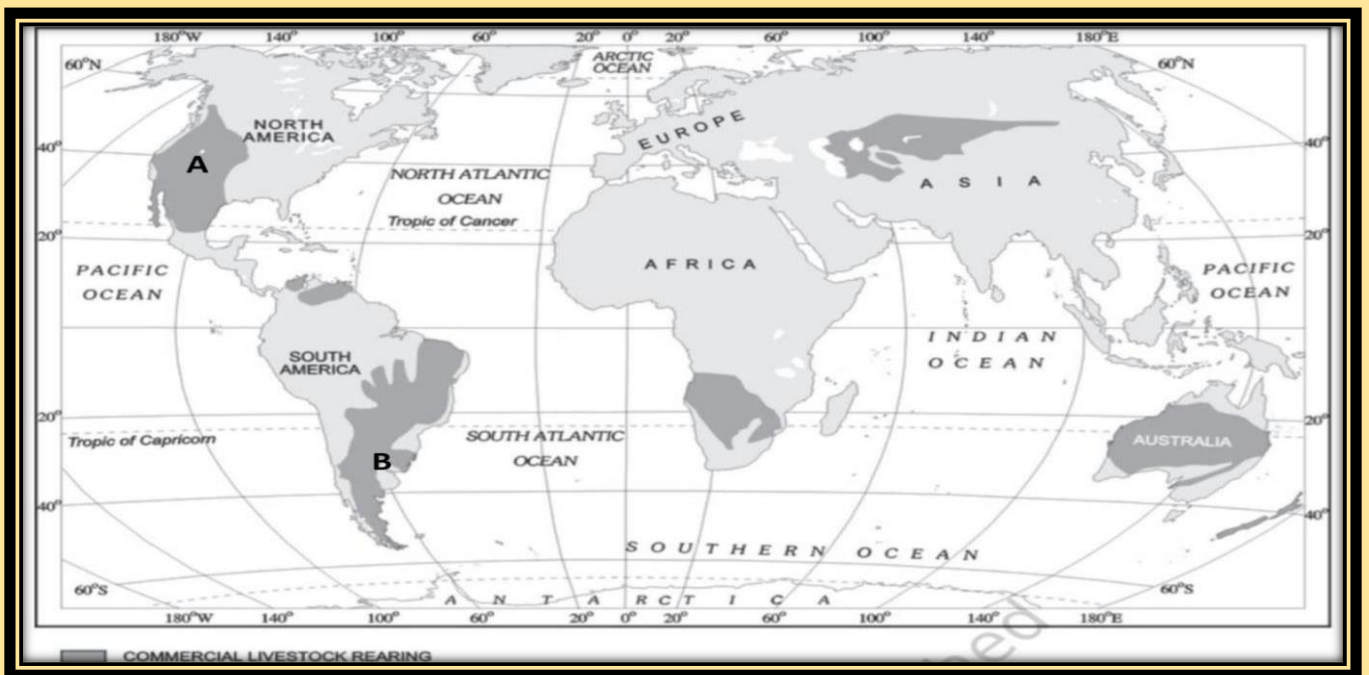 180°W 140° 100° 60° 20° 0° 20° 60° 100° 140° 180°E
ARCTIC
OCEAN
60°N 60°N
NORTH
AMERICA
EUROPE
40° 40°
A
NORTH ATLANTIC
OCEAN
ASIA
Tropic of Cancer
20° 20°
AFRICA
PACIFIC
OCEAN
PACIFIC
OCEAN
INDIAN
OCEAN
SOUTH
AMERICA
20° 20°
Tropic of Capricorn
SOUTH ATLANTIC
OCEAN
AUSTRALIA
B
40° 40°
SOUTHERN OCEAN
60°S 60°S
ANTARCTICA
180°W 140° 100° 60° 20° 0° 20° 60° 100° 140° 180°E
COMMERCIAL LIVESTOCK REARING